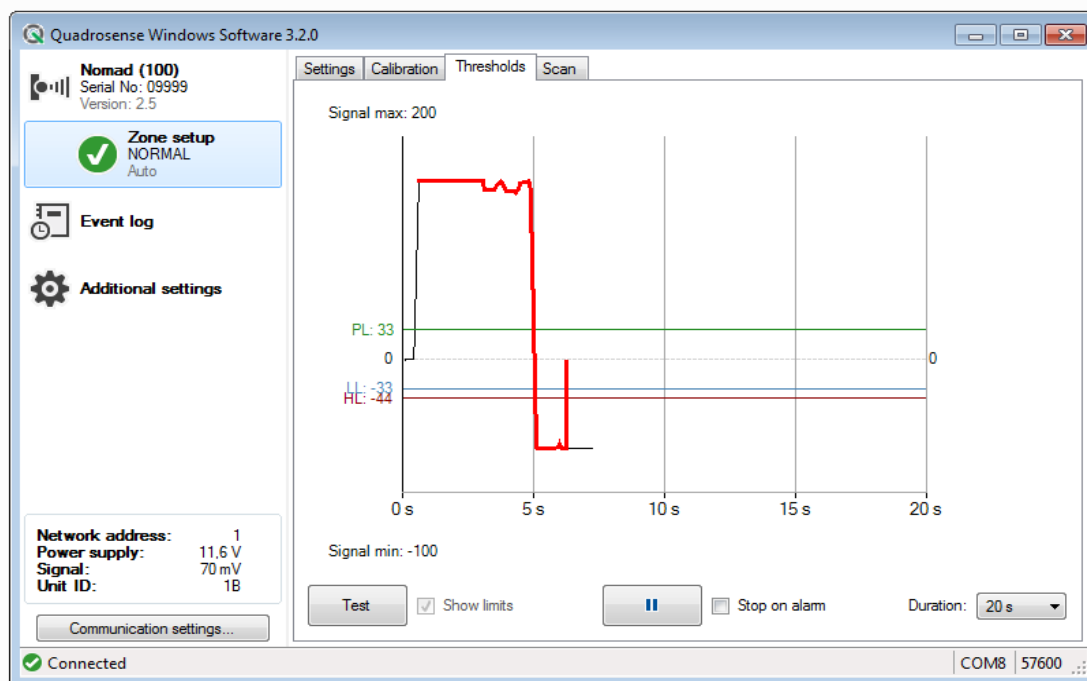 Quadrosense Windows Software 3.2.0
Nomad (100)
Serial No: 09999
Version: 2.5
Zone setup
NORMAL
Auto
Event log
Additional settings
Network address: 1
Power supply: 11,6 V
Signal: 70 mV
Unit ID: 1B
Communication settings...
Settings Calibration Thresholds Scan
Signal max: 200
PL: 33
0 0
LL: -33
HL: -44
0 s 5 s 10 s 15 s 20 s
Signal min: -100
Test Show limits Stop on alarm Duration: 20 s
Connected COM8 57600